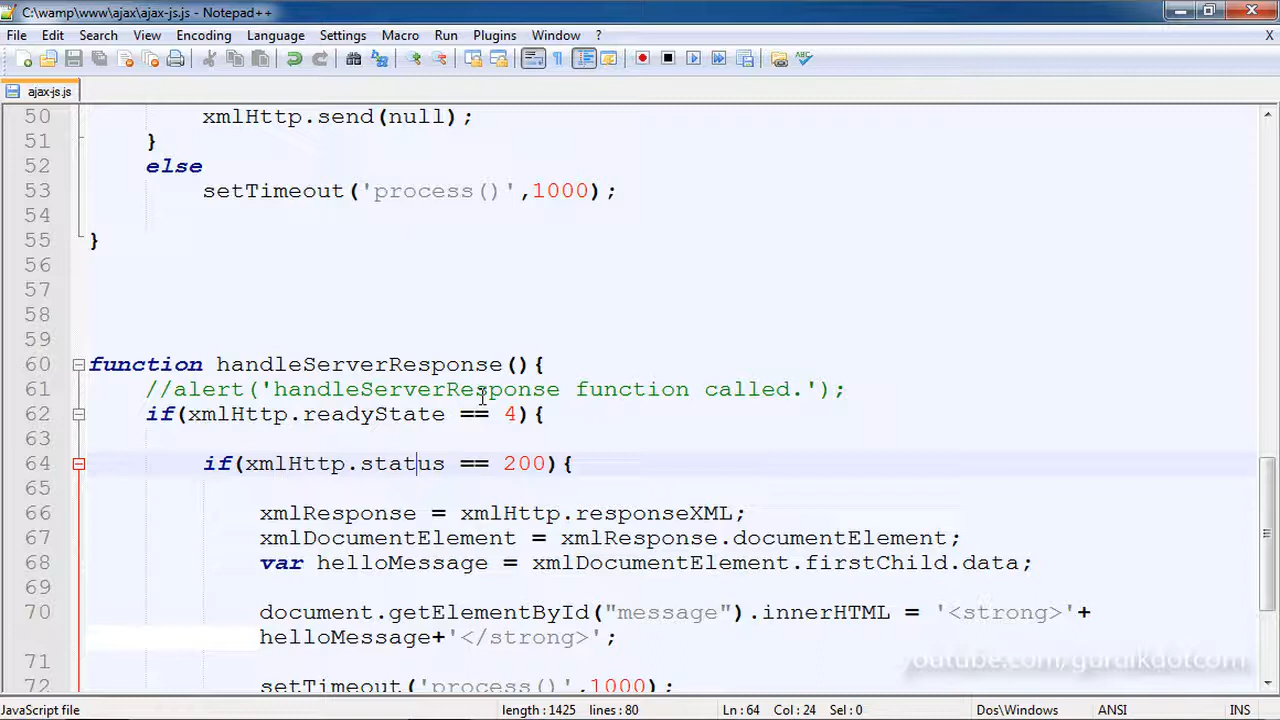 C:\wamp\www\ajax\ajax-js.js - Notepad++
File Edit Search View Encoding Language Settings Macro Run Plugins Window ? X
ajax-js.js
50 xmlHttp.send(null);
51 }
52 else
53 setTimeout('process()',1000);
54
55 }
56
57
58
59
60 function handleServerResponse(){
61 //alert('handleServerResponse function called.');
62 if(xmlHttp.readyState == 4){
63
64 if(xmlHttp.status == 200){
65
66 xmlResponse = xmlHttp.responseXML;
67 xmlDocumentElement = xmlResponse.documentElement;
68 var helloMessage = xmlDocumentElement.firstChild.data;
69
70 document.getElementById("message").innerHTML = '<strong>'+
helloMessage+'</strong>';
71
72 setTimeout('process()',1000);
youtube.com/guruikdotcom
JavaScript file length : 1425 lines : 80 Ln : 64 Col : 24 Sel : 0 Dos\Windows ANSI INS